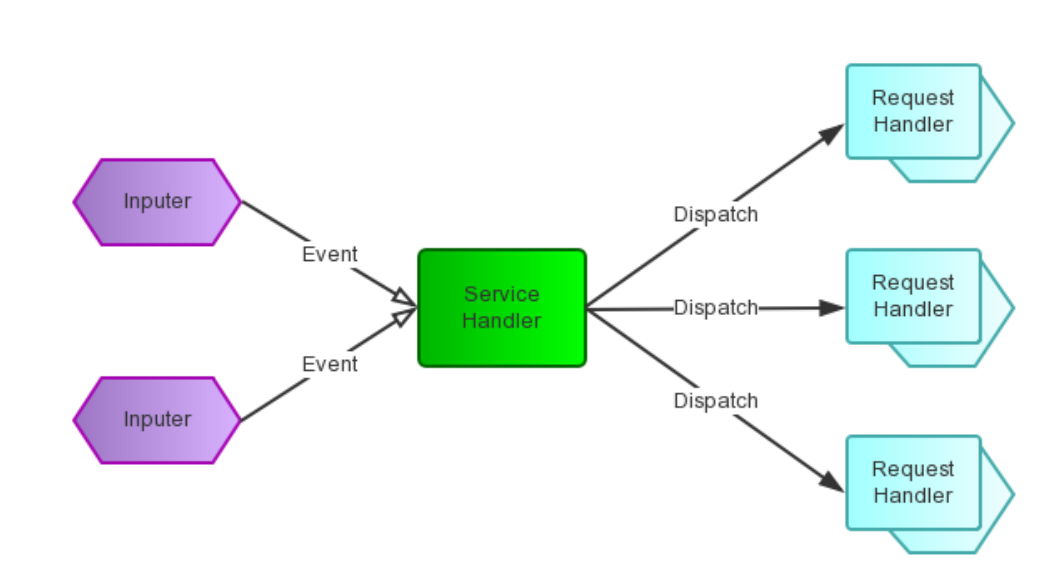 Inputer
Event
Inputer
Event
Service
Handler
Dispatch
Dispatch
Dispatch
Request
Handler
Request
Handler
Request
Handler